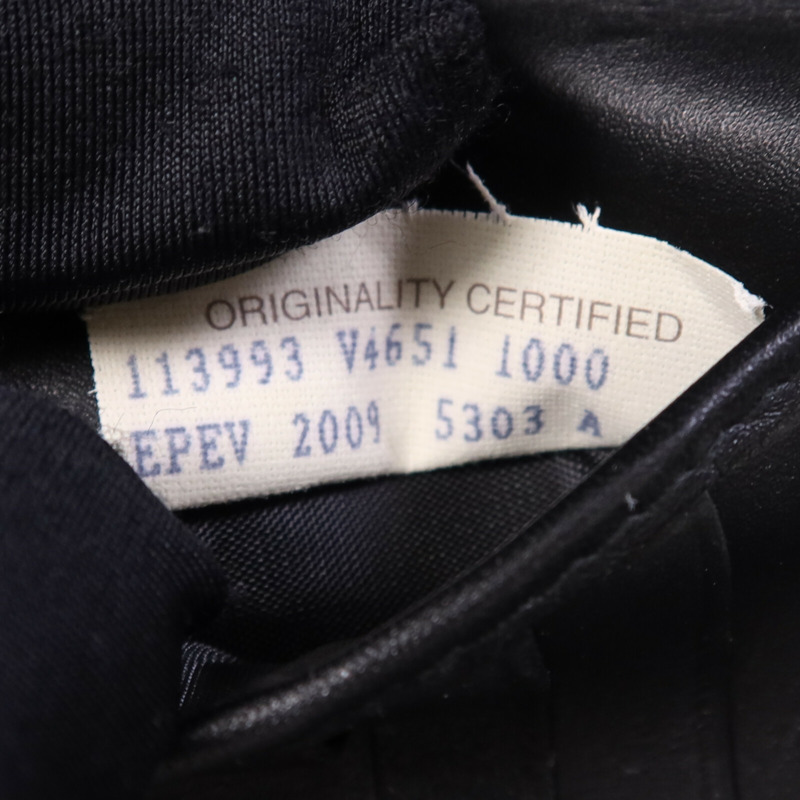 ORIGINALITY CERTIFIED
113993 V4651 1000
EPEV 2009 5303 A